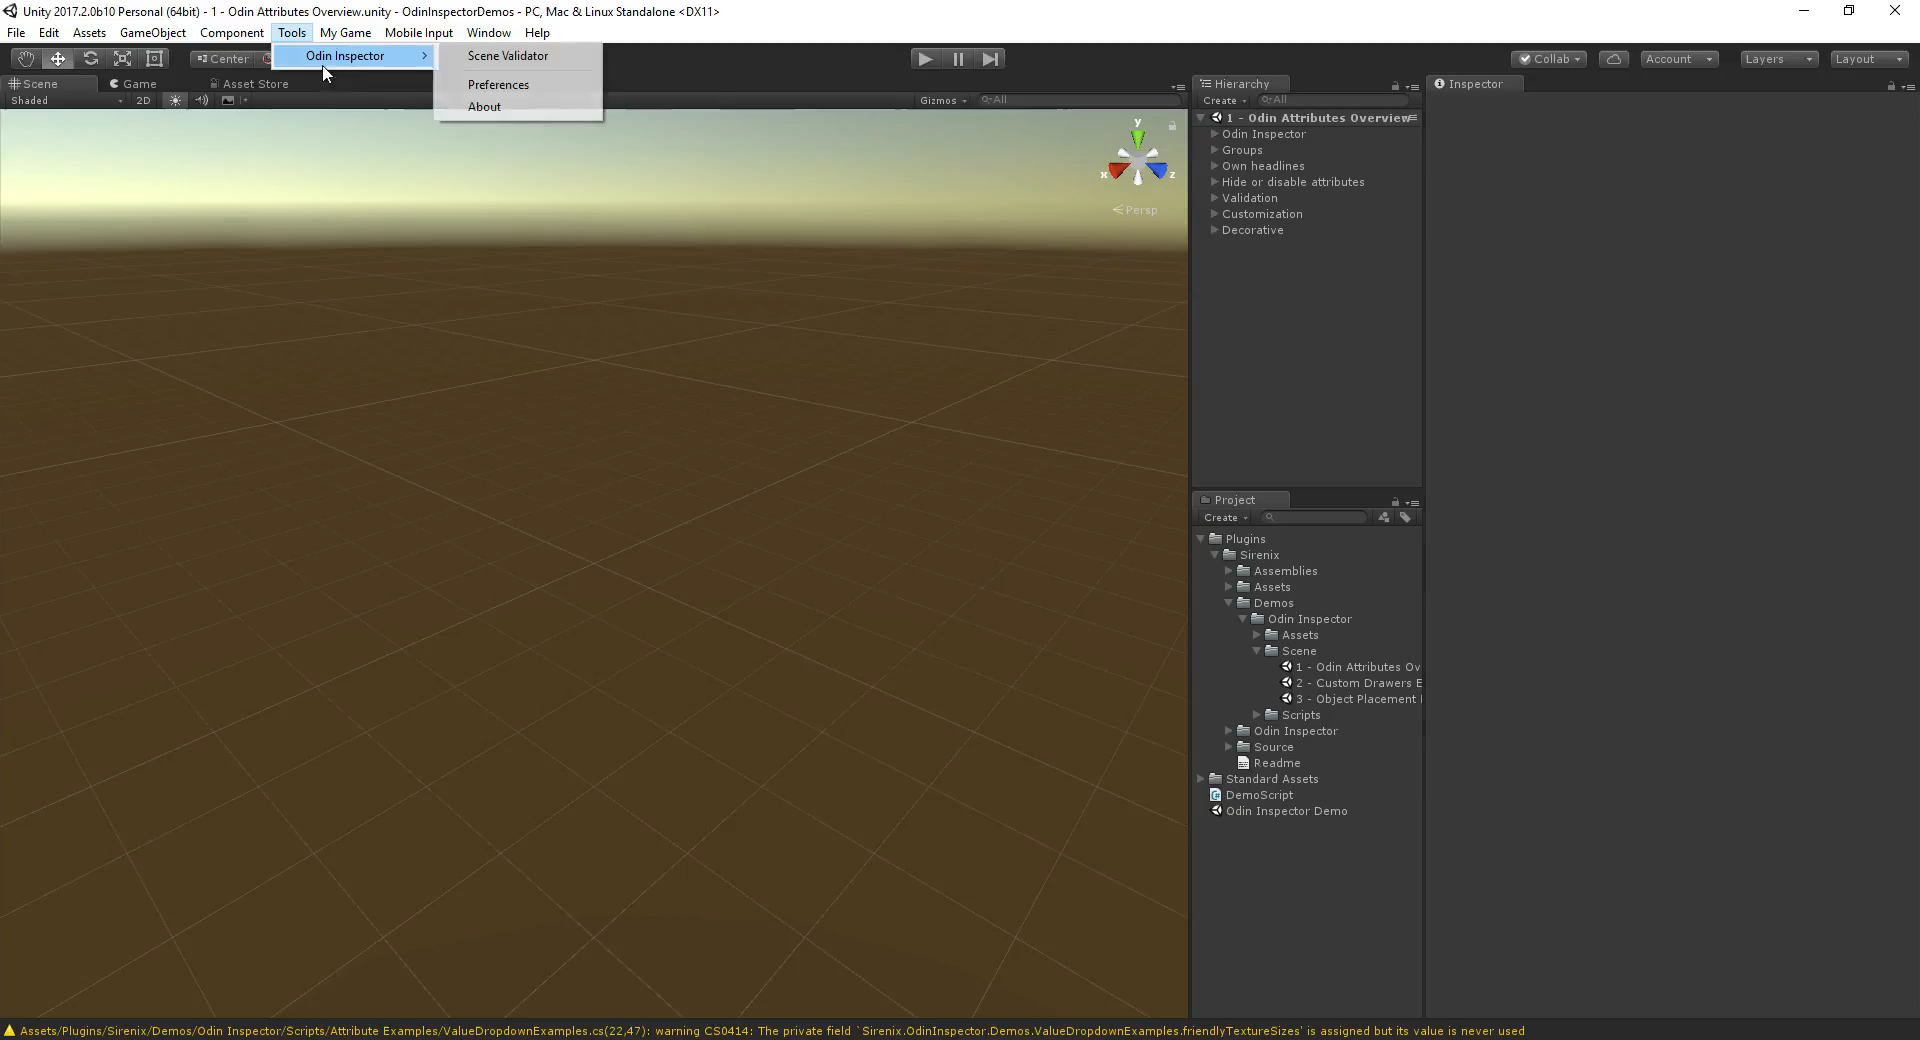 Unity 2017.2.0b10 Personal (64bit) - 1 - Odin Attributes Overview.unity - OdinInspectorDemos - PC, Mac & Linux Standalone <DX11>
File Edit Assets GameObject Component Tools My Game Mobile Input Window Help
Center
Odin Inspector
Scene Validator
Preferences
About
Collab
Account
Layers
Layout
Scene
Game
Asset Store
Shaded
2D
Gizmos
All
y
x
z
Persp
Hierarchy
Create
All
1 - Odin Attributes Overview
Odin Inspector
Groups
Own headlines
Hide or disable attributes
Validation
Customization
Decorative
Inspector
Project
Create
Plugins
Sirenix
Assemblies
Assets
Demos
Odin Inspector
Assets
Scene
1 - Odin Attributes Ov
2 - Custom Drawers E
3 - Object Placement
Scripts
Odin Inspector
Source
Readme
Standard Assets
DemoScript
Odin Inspector Demo
Assets/Plugins/Sirenix/Demos/Odin Inspector/Scripts/Attribute Examples/ValueDropdownExamples.cs(22,47): warning CS0414: The private field `Sirenix.OdinInspector.Demos.ValueDropdownExamples.friendlyTextureSizes' is assigned but its value is never used